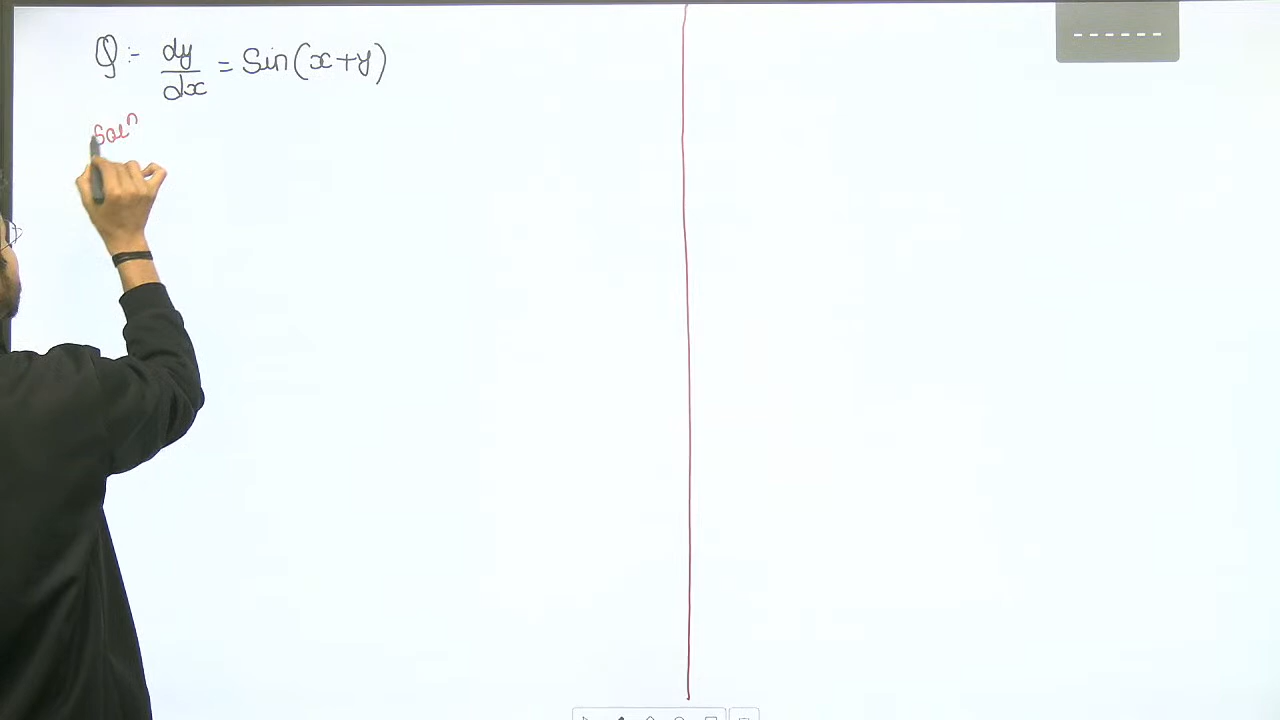 Q:- dy/dx = Sin(x+y)
Solⁿ